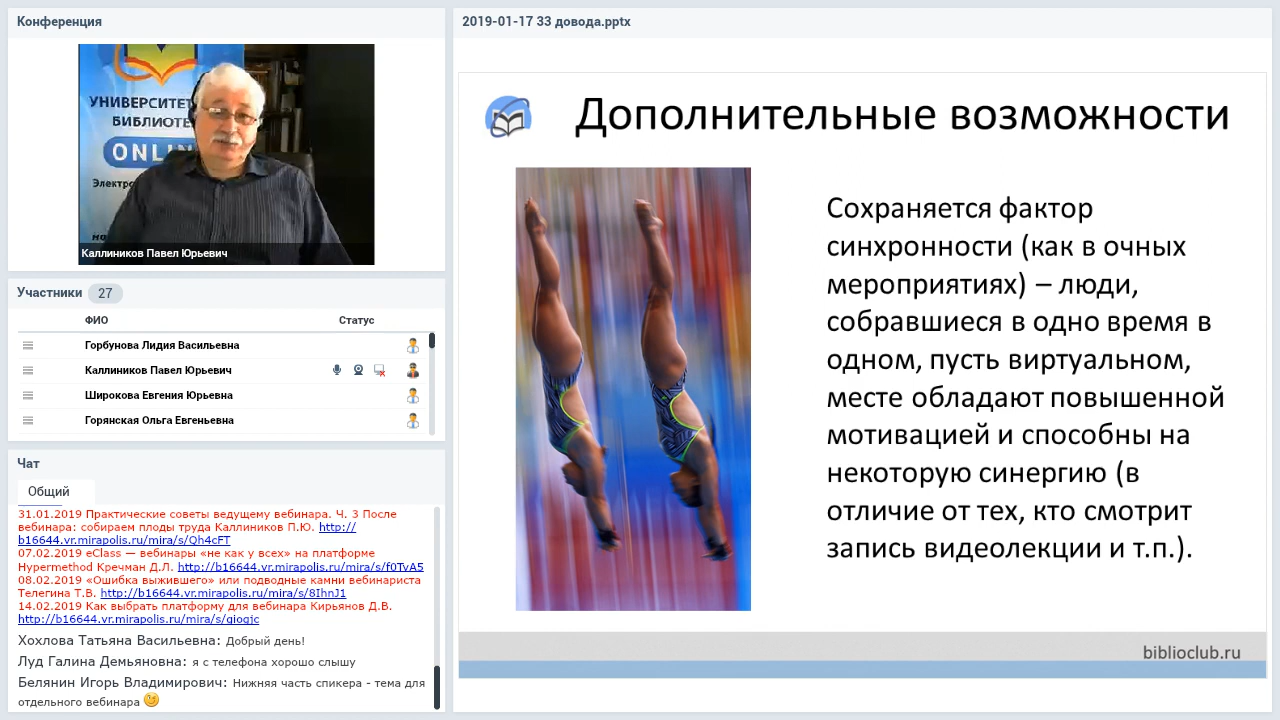 Конференция
УНИВЕРСИТЕТ
БИБЛИОТЕ
ONLIN
Электро
Каллиников Павел Юрьевич
Участники 27
ФИО Статус
Горбунова Лидия Васильевна
Каллиников Павел Юрьевич
Широкова Евгения Юрьевна
Горянская Ольга Евгеньевна
Чат
Общий
31.01.2019 Практические советы ведущему вебинара. Ч. 3 После
вебинара: собираем плоды труда Каллиников П.Ю. http://
b16644.vr.mirapolis.ru/mira/s/Qh4cFT
07.02.2019 eClass — вебинары «не как у всех» на платформе
Hypermethod Кречман Д.Л. http://b16644.vr.mirapolis.ru/mira/s/f0TvA5
08.02.2019 «Ошибка выжившего» или подводные камни вебинариста
Телегина Т.В. http://b16644.vr.mirapolis.ru/mira/s/8IhnJ1
14.02.2019 Как выбрать платформу для вебинара Кирьянов Д.В.
http://b16644.vr.mirapolis.ru/mira/s/giogjc
Хохлова Татьяна Васильевна: Добрый день!
Луд Галина Демьяновна: я с телефона хорошо слышу
Белянин Игорь Владимирович: Нижняя часть спикера - тема для
отдельного вебинара
2019-01-17 33 довода.pptx
Дополнительные возможности
Сохраняется фактор
синхронности (как в очных
мероприятиях) – люди,
собравшиеся в одно время в
одном, пусть виртуальном,
месте обладают повышенной
мотивацией и способны на
некоторую синергию (в
отличие от тех, кто смотрит
запись видеолекции и т.п.).
biblioclub.ru